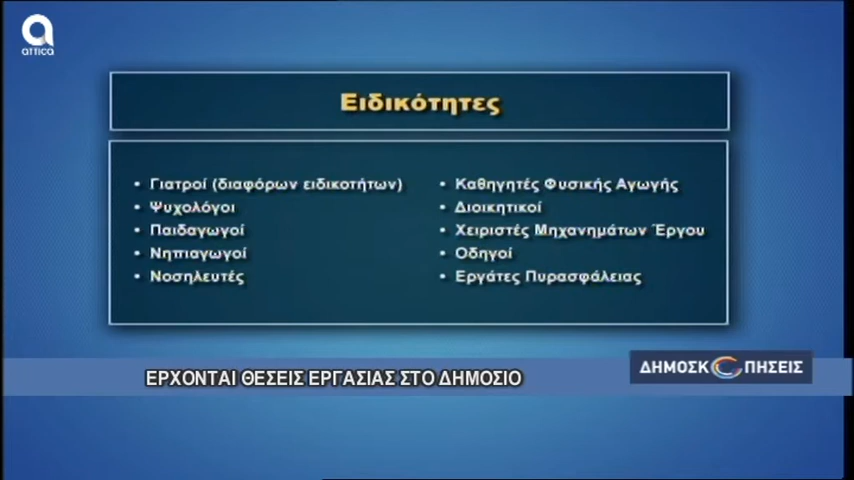 attica
Ειδικότητες
• Γιατροί (διαφόρων ειδικοτήτων)
• Ψυχολόγοι
• Παιδαγωγοί
• Νηπιαγωγοί
• Νοσηλευτές
• Καθηγητές Φυσικής Αγωγής
• Διοικητικοί
• Χειριστές Μηχανημάτων Έργου
• Οδηγοί
• Εργάτες Πυρασφάλειας
ΕΡΧΟΝΤΑΙ ΘΕΣΕΙΣ ΕΡΓΑΣΙΑΣ ΣΤΟ ΔΗΜΟΣΙΟ
ΔΗΜΟΣΚΟΠΗΣΕΙΣ